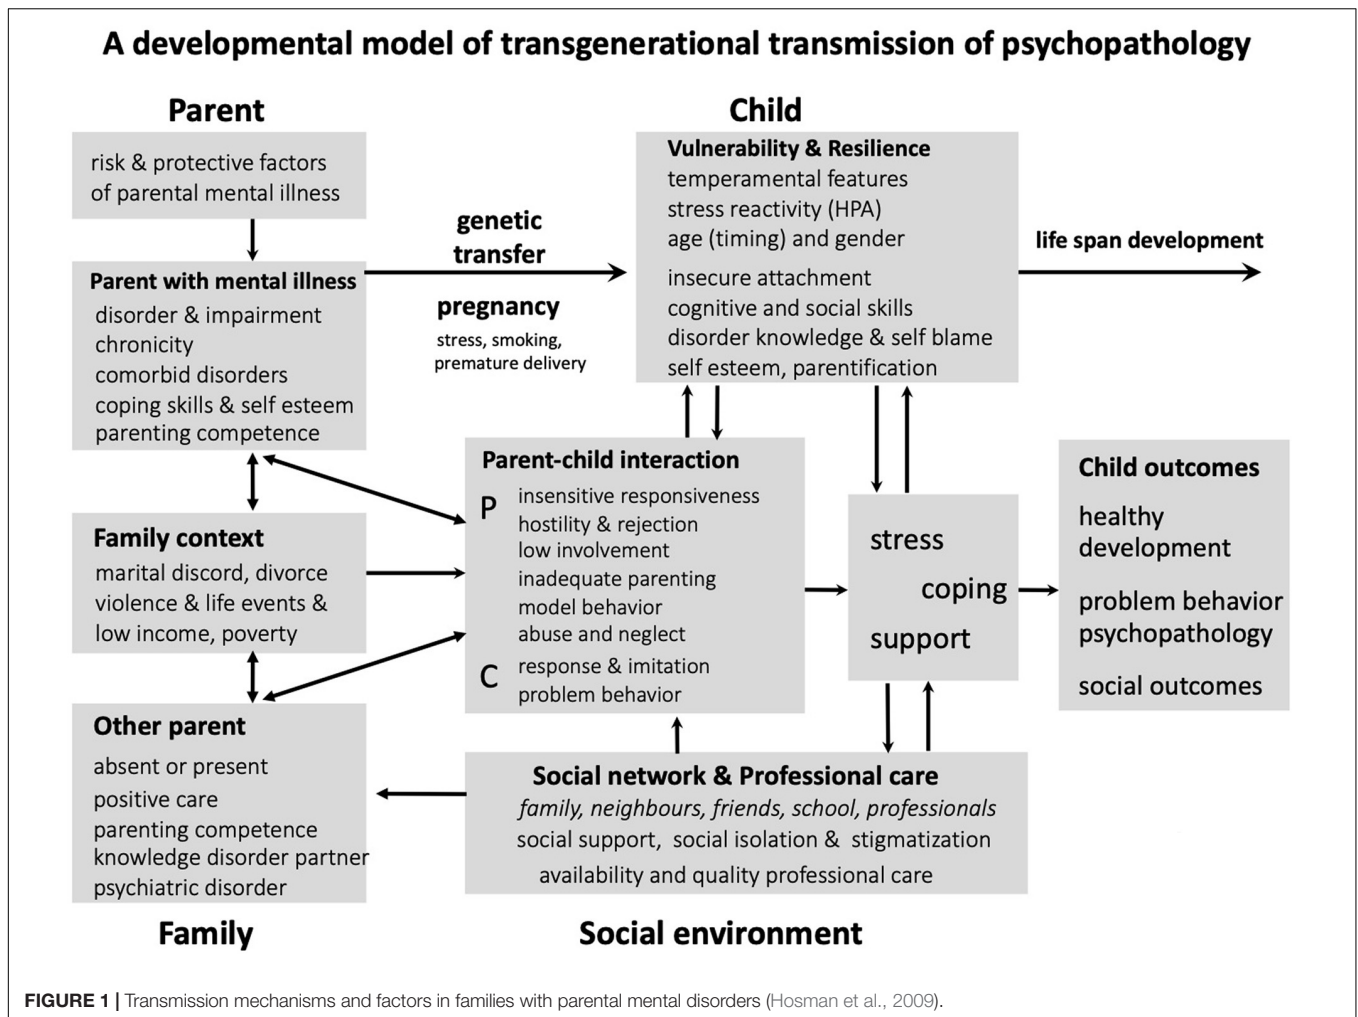 A developmental model of transgenerational transmission of psychopathology
Parent
risk & protective factors
of parental mental illness
Parent with mental illness
disorder & impairment
chronicity
comorbid disorders
coping skills & self esteem
parenting competence
genetic
transfer
pregnancy
stress, smoking,
premature delivery
Child
Vulnerability & Resilience
temperamental features
stress reactivity (HPA)
age (timing) and gender
insecure attachment
cognitive and social skills
disorder knowledge & self blame
self esteem, parentification
life span development
Family context
marital discord, divorce
violence & life events &
low income, poverty
Parent-child interaction
P
insensitive responsiveness
hostility & rejection
low involvement
inadequate parenting
model behavior
abuse and neglect
C
response & imitation
problem behavior
stress
coping
support
Child outcomes
healthy
development
problem behavior
psychopathology
social outcomes
Other parent
absent or present
positive care
parenting competence
knowledge disorder partner
psychiatric disorder
Family
Social network & Professional care
family, neighbours, friends, school, professionals
social support, social isolation & stigmatization
availability and quality professional care
Social environment
FIGURE 1 | Transmission mechanisms and factors in families with parental mental disorders (Hosman et al., 2009).